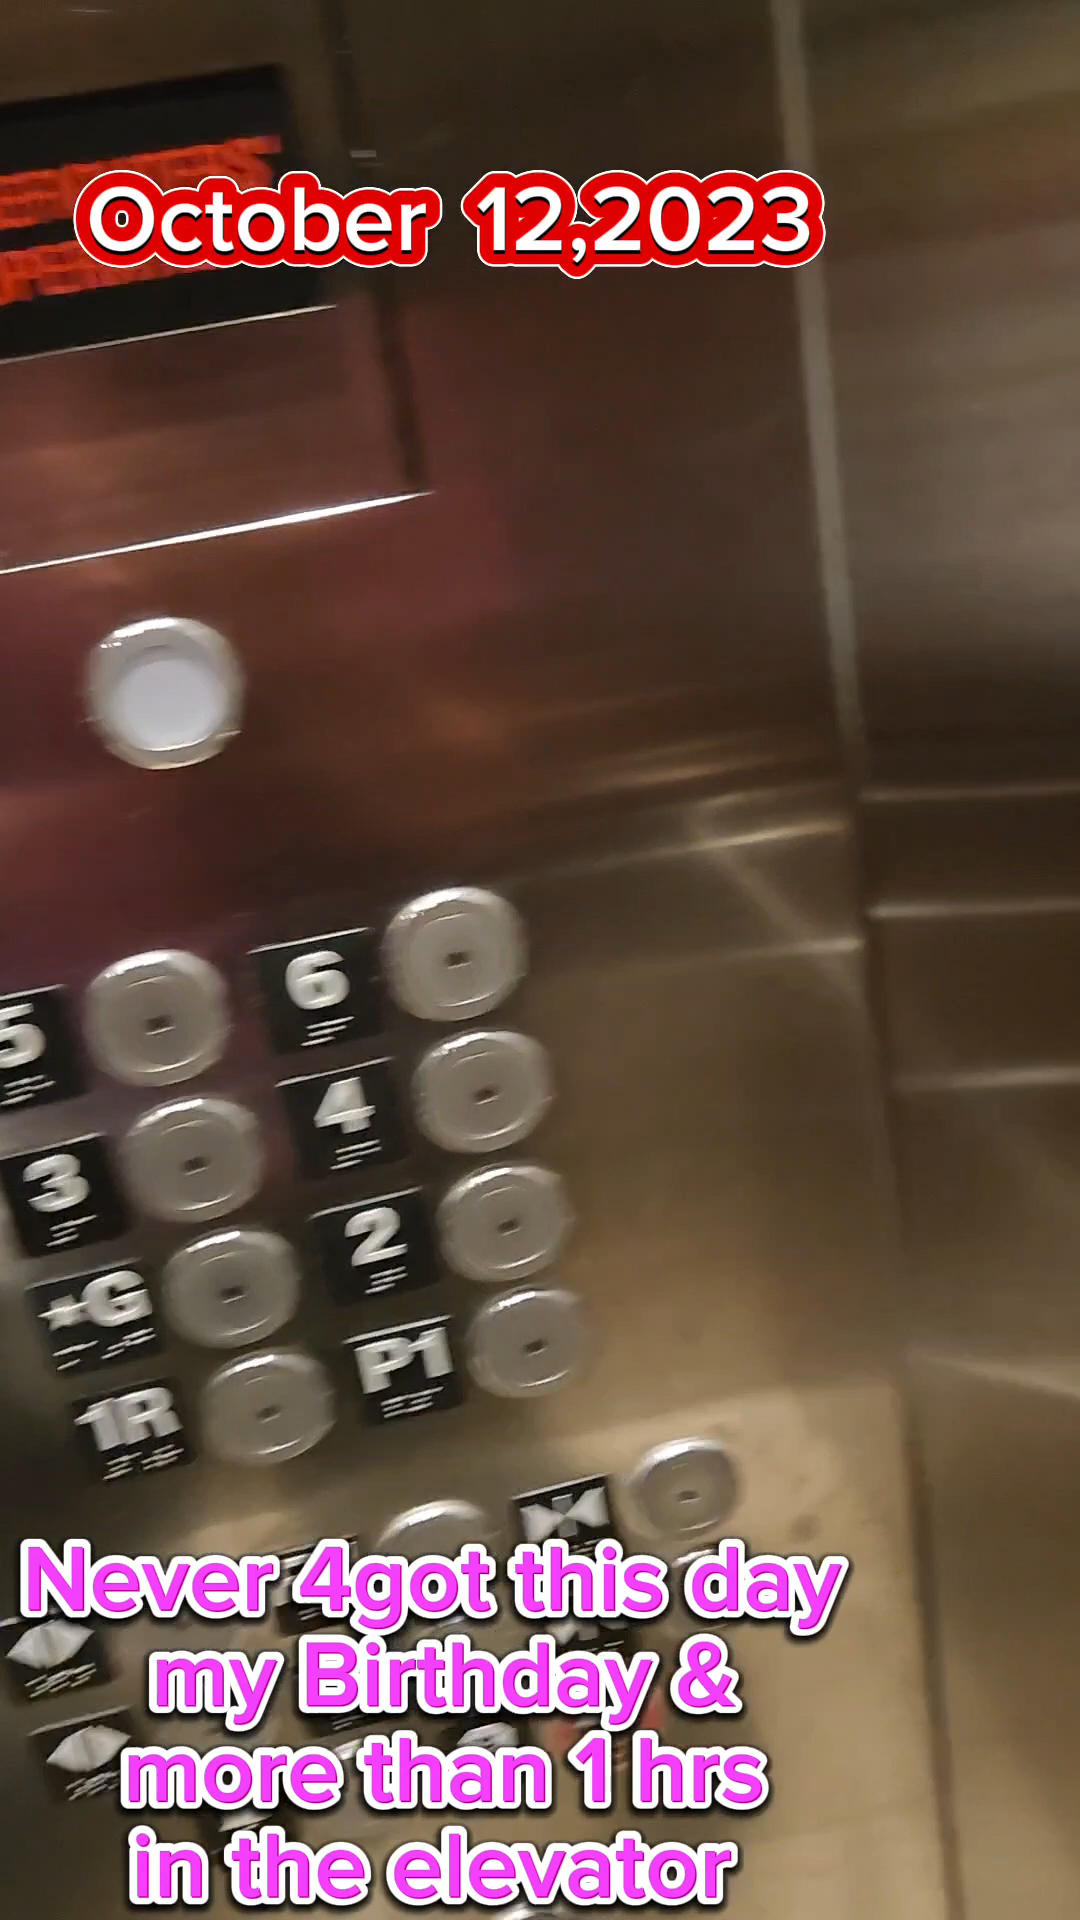 October 12,2023
6
5
4
3
2
★G
P1
1R
Never 4got this day
my Birthday &
more than 1 hrs
in the elevator